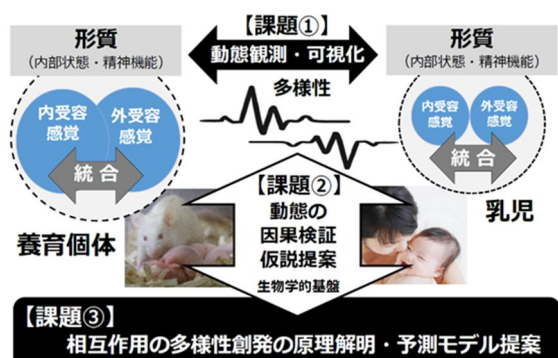 【課題①】
動態観測・可視化
多様性
形質
（内部状態・精神機能）
内受容
感覚
外受容
感覚
統合
養育個体
形質
（内部状態・精神機能）
内受容
感覚
外受容
感覚
統合
乳児
【課題②】
動態の
因果検証
仮説提案
生物学的基盤
【課題③】
相互作用の多様性創発の原理解明・予測モデル提案